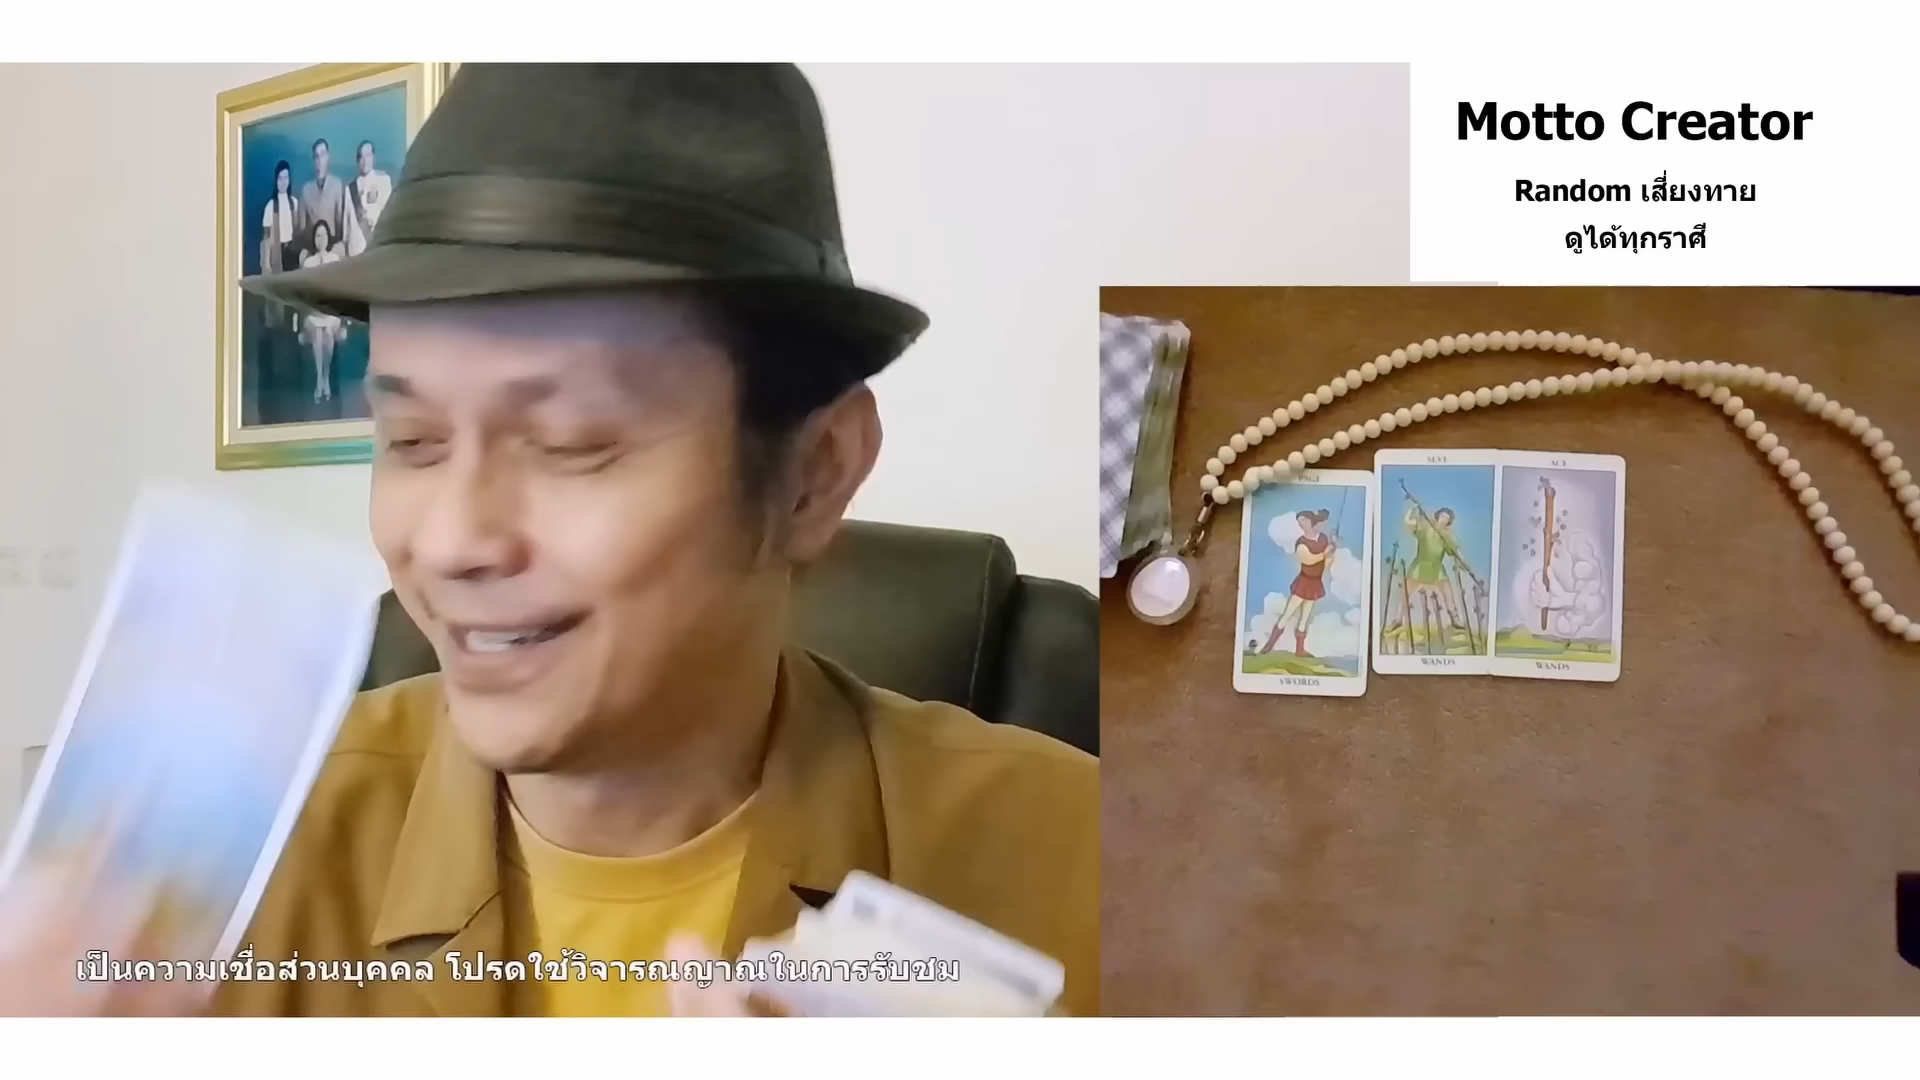 Motto Creator
Random เสี่ยงทาย
ดูได้ทุกราศี
PAGE
SWORDS
WANDS
ACE
WANDS
เป็นความเชื่อส่วนบุคคล โปรดใช้วิจารณญาณในการรับชม